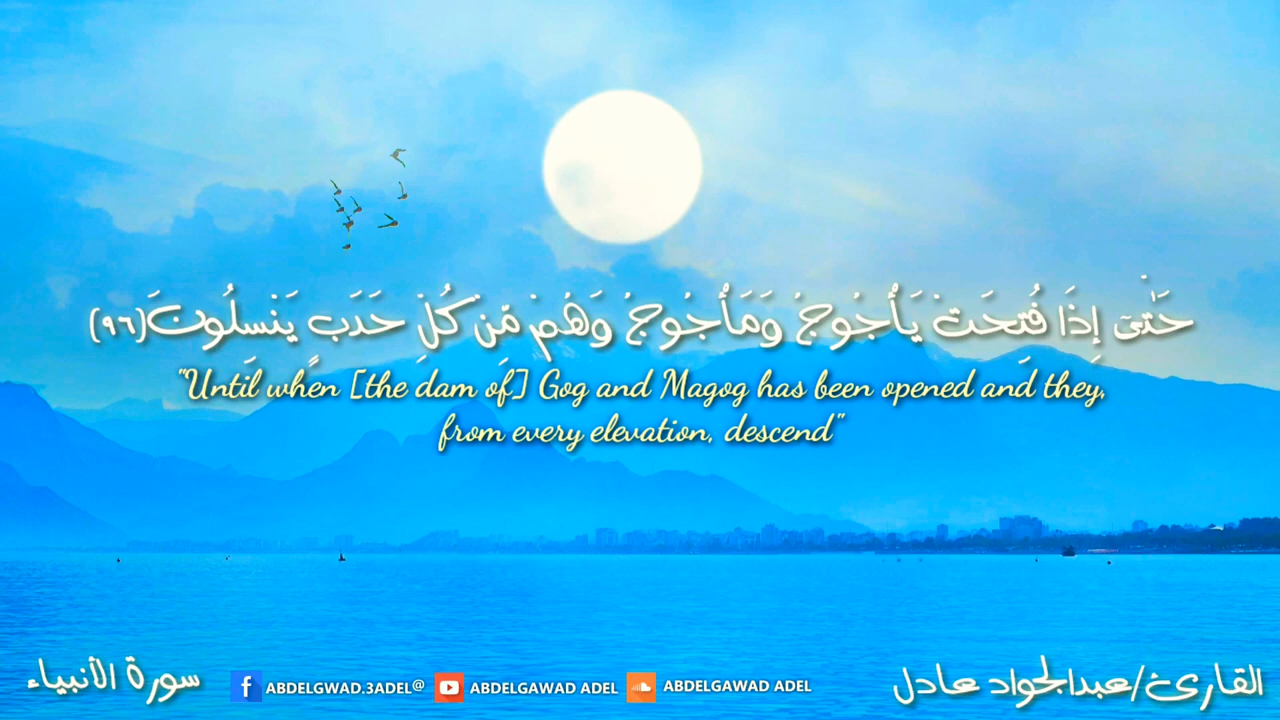 حَتَّىٰٓ إِذَا فُتِحَتْ يَأْجُوجُ وَمَأْجُوجُ وَهُم مِّن كُلِّ حَدَبٍ يَنسِلُونَ(٩٦)
"Until when [the dam of] Gog and Magog has been opened and they,
from every elevation, descend"
القارئ/عبدالجواد عادل
ABDELGWAD.3ADEL@
ABDELGAWAD ADEL
ABDELGAWAD ADEL
سورة الأنبياء